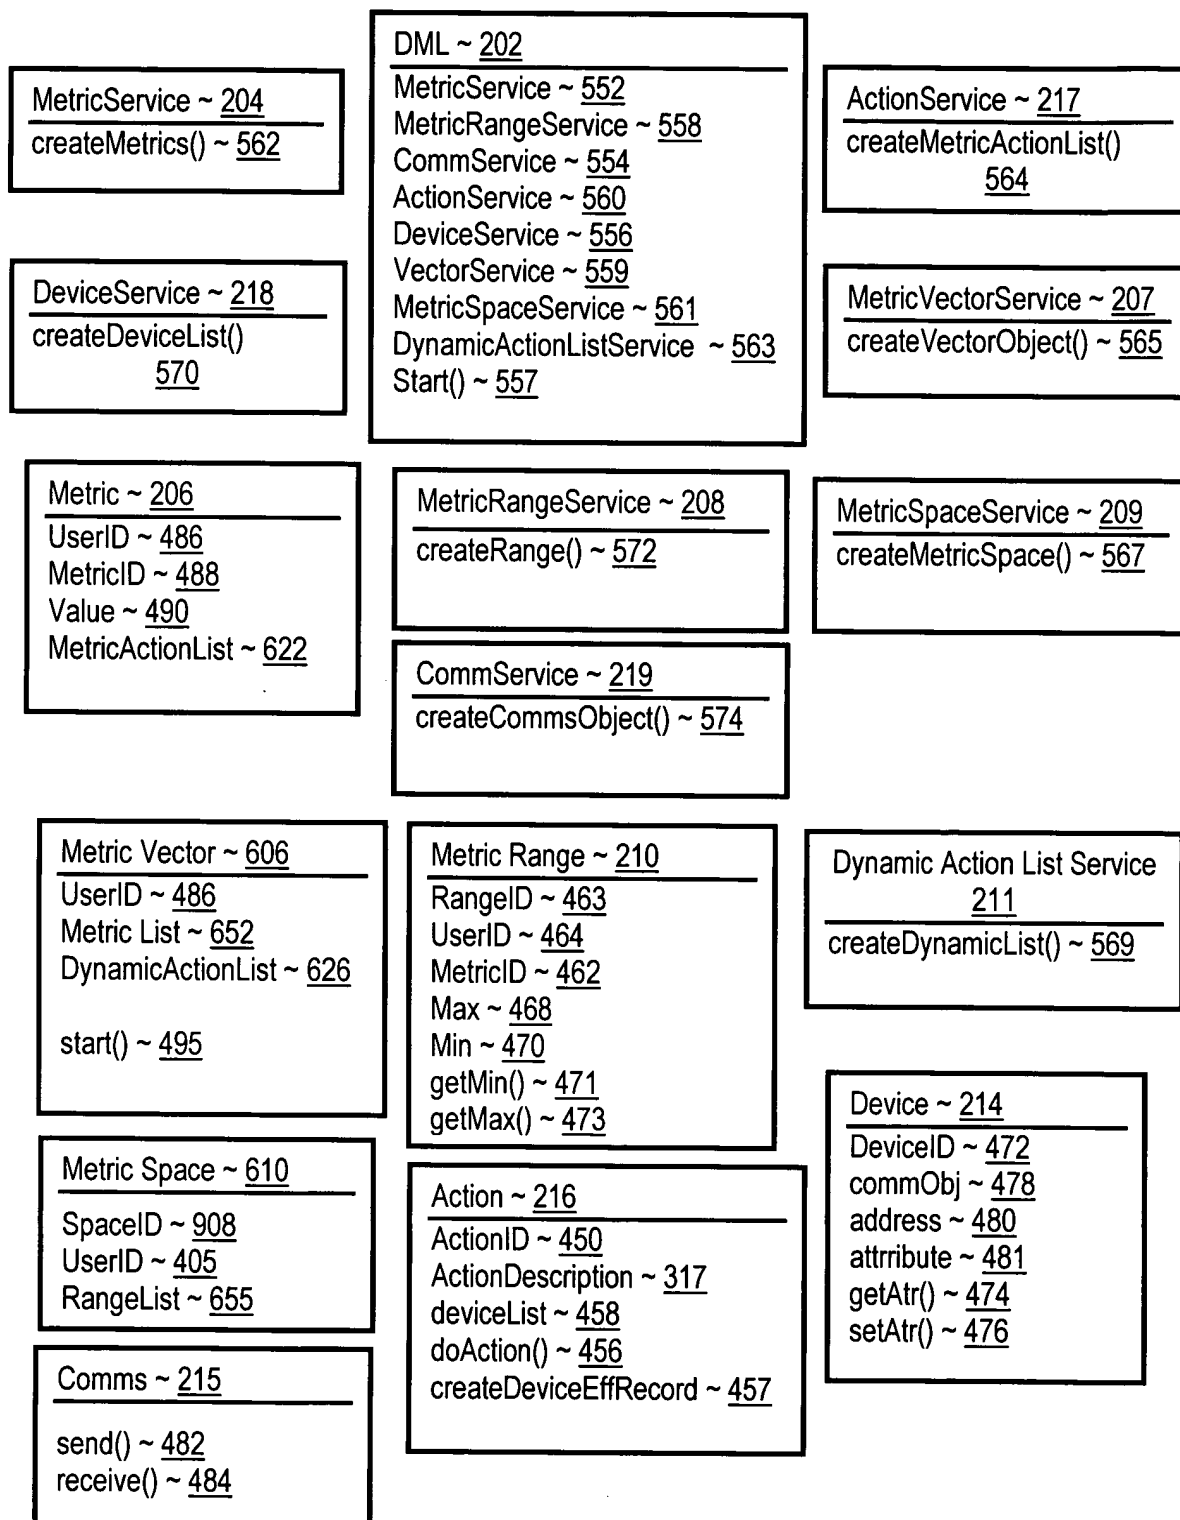 DML ~ 202
MetricService ~ 552
MetricRangeService ~ 558
CommService ~ 554
ActionService ~ 560
DeviceService ~ 556
VectorService ~ 559
MetricSpaceService ~ 561
DynamicActionListService ~ 563
Start() ~ 557
MetricService ~ 204
createMetrics() ~ 562
ActionService ~ 217
createMetricActionList()
564
DeviceService ~ 218
createDeviceList()
570
MetricVectorService ~ 207
createVectorObject() ~ 565
Metric ~ 206
UserID ~ 486
MetricID ~ 488
Value ~ 490
MetricActionList ~ 622
MetricRangeService ~ 208
createRange() ~ 572
MetricSpaceService ~ 209
createMetricSpace() ~ 567
CommService ~ 219
createCommsObject() ~ 574
Metric Vector ~ 606
UserID ~ 486
Metric List ~ 652
DynamicActionList ~ 626
start() ~ 495
Metric Range ~ 210
RangeID ~ 463
UserID ~ 464
MetricID ~ 462
Max ~ 468
Min ~ 470
getMin() ~ 471
getMax() ~ 473
Dynamic Action List Service
211
createDynamicList() ~ 569
Device ~ 214
DeviceID ~ 472
commObj ~ 478
address ~ 480
attrribute ~ 481
getAtr() ~ 474
setAtr() ~ 476
Metric Space ~ 610
SpaceID ~ 908
UserID ~ 405
RangeList ~ 655
Action ~ 216
ActionID ~ 450
ActionDescription ~ 317
deviceList ~ 458
doAction() ~ 456
createDeviceEffRecord ~ 457
Comms ~ 215
send() ~ 482
receive() ~ 484